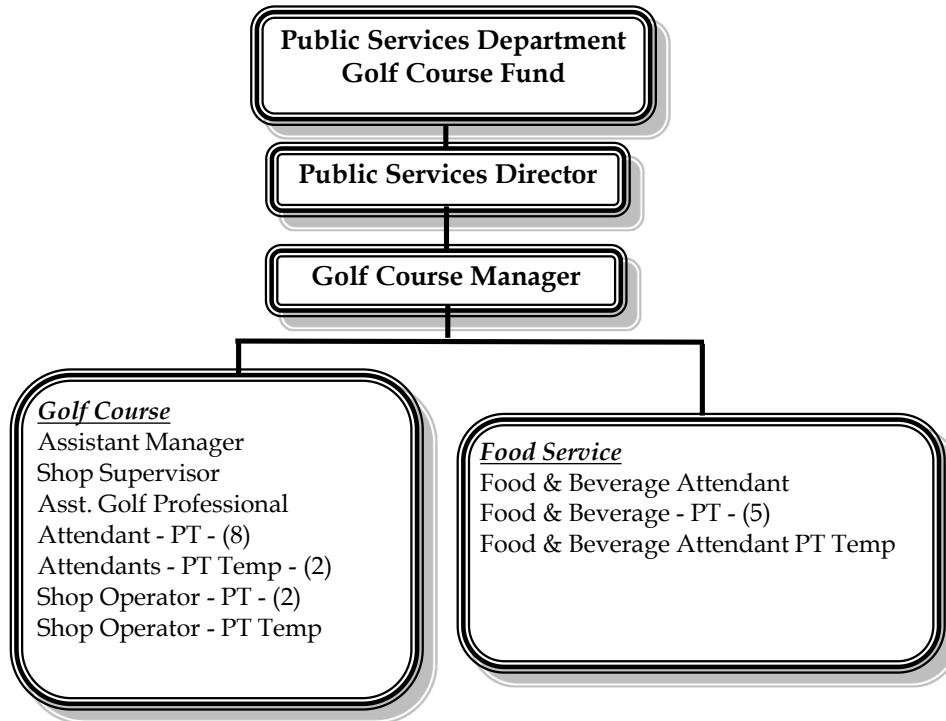 Public Services Department
Golf Course Fund
Public Services Director
Golf Course Manager
Golf Course
Assistant Manager
Shop Supervisor
Asst. Golf Professional
Attendant - PT - (8)
Attendants - PT Temp - (2)
Shop Operator - PT - (2)
Shop Operator - PT Temp
Food Service
Food & Beverage Attendant
Food & Beverage - PT - (5)
Food & Beverage Attendant PT Temp